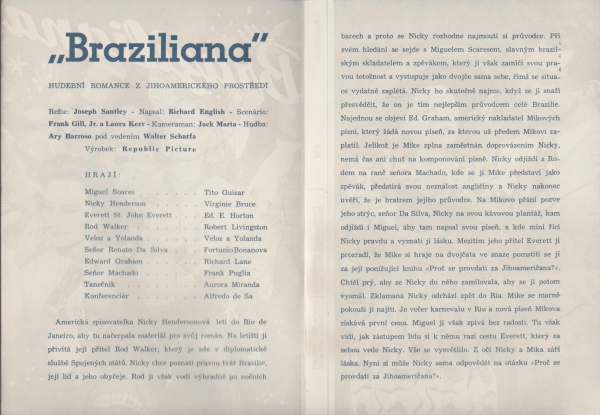 „Braziliana“
HUDEBNÍ ROMANCE Z JIHOAMERICKÉHO PROSTŘEDÍ
Režie: Joseph Santley - Napsal: Richard English - Scenário:
Frank Gill, Jr. a Laura Kerr - Kameraman: Jack Marta - Hudba:
Ary Barroso pod vedením Walter Scharfa
Výrobek: Republic Picture
HRAJÍ:
Miguel Soares . . . . . . . Tito Guizar
Nicky Henderson . . . . . . Virginie Bruce
Everett St. John Everett . . Ed. E. Horton
Rod Walker . . . . . . . Robert Livingston
Veloz a Yolanda . . . . . . Veloz a Yolanda
Señor Renato Da Silva . . . Fortunio Bonanova
Edward Graham . . . . . . Richard Lane
Señor Machado . . . . . . Frank Puglia
Tanečník . . . . . . . . Aurora Miranda
Konferenciér . . . . . . . Alfredo de Sa
Americká spisovatelka Nicky Hendersonová letí do Rio de
Janeiro, aby tu načerpala materiál pro svůj román. Na letišti ji
přivítá její přítel Rod Walker, který je zde v diplomatické
službě Spojených států. Nicky chce poznati pravou tvář Brazilie,
její lid a jeho obyčeje. Rod ji však vodí výhradně po nočních
barech a proto se Nicky rozhodne najmouti si průvodce. Při
svém hledání se sejde s Miguelem Scaresem, slavným brazil-
ským skladatelem a zpěvákem, který jí však zamlčí svou pra-
vou totožnost a vystupuje jako dvojče sama sebe, čímž se situa-
ce vydatně zaplétá. Nicky ho skutečně najme, když se jí snaží
přesvědčit, že on je tím nejlepším průvodcem celé Brazilie.
Najednou se objeví Ed. Graham, americký nakladatel Mikových
písní, který žádá novou píseň, za kterou už předem Mikovi za-
platil. Jelikož je Mike zplna zaměstnán doprovázením Nicky,
nemá čas ani chuť na komponování písně. Nicky odjíždí s Ro-
dem na ranč señora Machado, kde se jí Mike představí jako
zpěvák, předstírá svou neznalost angličiny a Nicky nakonec
uvěří, že je bratrem jejího průvodce. Na Mikovo přání pozve
jeho strýc, señor Da Silva, Nicky na svou kávovou plantáž, kam
odjíždí i Miguel, aby tam napsal svou píseň, a kde míní říci
Nicky pravdu a vyznati jí lásku. Mezitím jeho přítel Everett jí
prozradí, že Mike si hraje na dvojčata ve snaze pomstíti se jí
za její ponižující knihu »Proč se provdati za Jihoameričana?«.
Chtěl prý, aby se Nicky do něho zamilovala, aby se jí potom
vysmál. Zklamaná Nicky odchází zpět do Ria. Mike se marně
pokouší ji najíti. Je večer karnevalu v Riu a nová píseň Mikova
získává první cenu. Miguel ji však zpívá bez radosti. Tu však
vidí, jak zástupem lidu si k němu razí cestu Everett, který za
sebou vede Nicky. Vše se vysvětlilo. Z očí Nicky a Mika září
láska. Nyní si může Nicky sama odpovědět na otázku »Proč se
provdati za Jihoameričana?«.